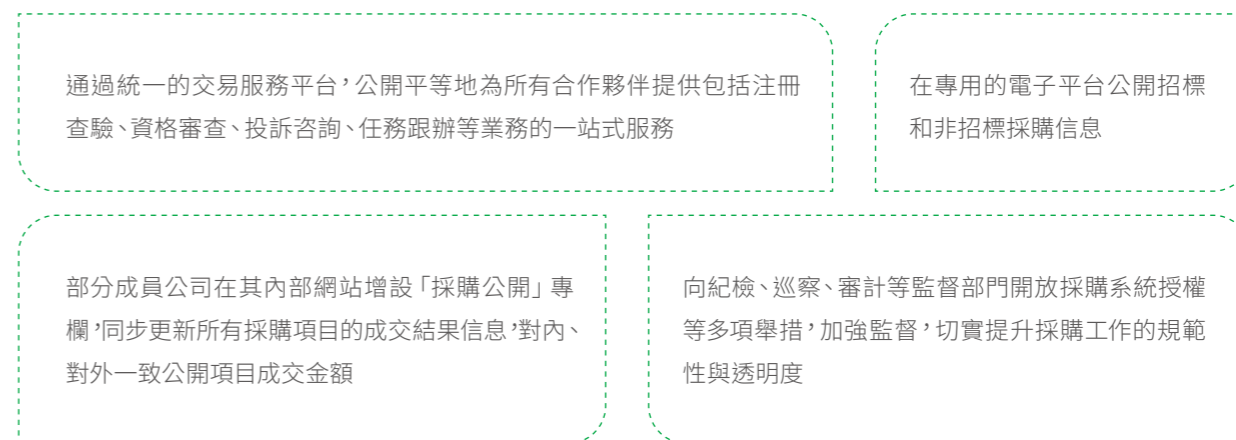 通過統一的交易服務平台，公開平等地為所有合作夥伴提供包括注冊
查驗、資格審查、投訴咨詢、任務跟辦等業務的一站式服務
在專用的電子平台公開招標
和非招標採購信息
部分成員公司在其內部網站增設「採購公開」專
欄，同步更新所有採購項目的成交結果信息，對內、
對外一致公開項目成交金額
向紀檢、巡察、審計等監督部門開放採購系統授權
等多項舉措，加強監督，切實提升採購工作的規範
性與透明度